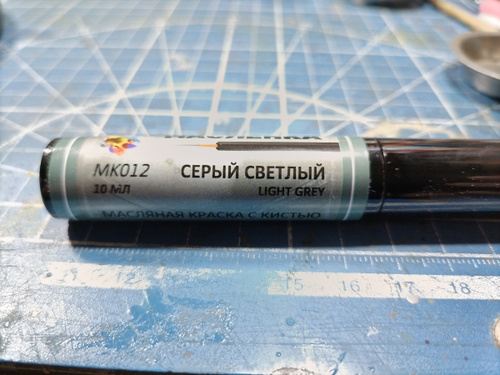 МК012
10 МЛ
СЕРЫЙ СВЕТЛЫЙ
LIGHT GREY
МАСЛЯНАЯ КРАСКА С КИСТЬЮ
15 16 17 18